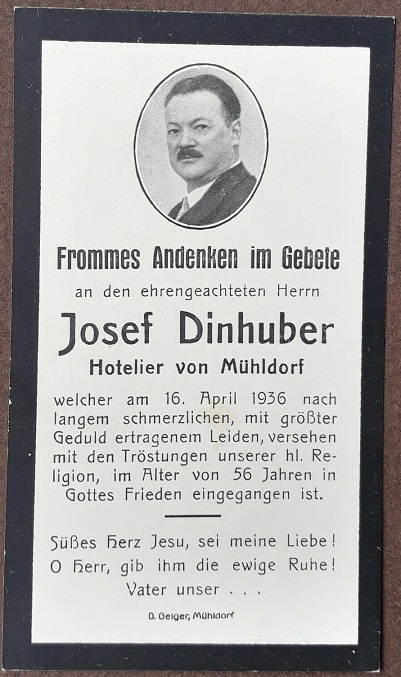 Frommes Andenken im Gebete
an den ehrengeachteten Herrn
Josef Dinhuber
Hotelier von Mühldorf
welcher am 16. April 1936 nach
langem schmerzlichen, mit größter
Geduld ertragenem Leiden, versehen
mit den Tröstungen unserer hl. Re-
ligion, im Alter von 56 Jahren in
Gottes Frieden eingegangen ist.
Süßes Herz Jesu, sei meine Liebe!
O Herr, gib ihm die ewige Ruhe!
Vater unser . . .
D. Geiger, Mühldorf